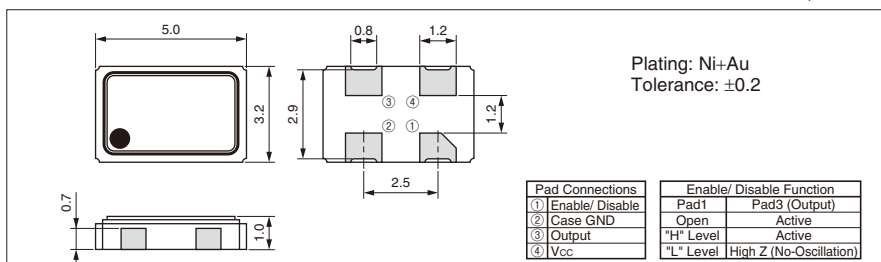 5.0
3.2
0.7
1.0
0.8
1.2
2.9
1.2
③ ④
② ①
2.5
Plating: Ni+Au
Tolerance: ±0.2
Pad Connections
① Enable/ Disable
② Case GND
③ Output
④ Vcc
Enable/ Disable Function
Pad1 Pad3 (Output)
Open Active
"H" Level Active
"L" Level High Z (No-Oscillation)